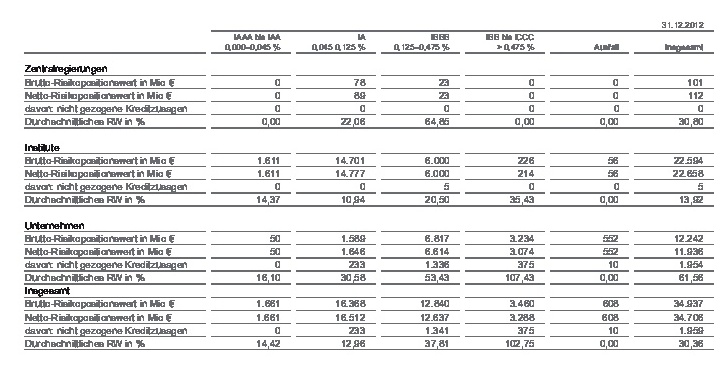 31.12.2012
iAAA bis iAA iA iBBB iBB bis iCCC
0,000–0,045 % 0,045 0,125 % 0,125–0,475 % > 0,475 % Ausfall Insgesamt
Zentralregierungen
Brutto-Risikopositionswert in Mio € 0 78 23 0 0 101
Netto-Risikopositionswert in Mio € 0 89 23 0 0 112
davon: nicht gezogene Kreditzusagen 0 0 0 0 0 0
Durchschnittliches RW in % 0,00 22,06 64,85 0,00 0,00 30,80
Institute
Brutto-Risikopositionswert in Mio € 1.611 14.701 6.000 226 56 22.594
Netto-Risikopositionswert in Mio € 1.611 14.777 6.000 214 56 22.658
davon: nicht gezogene Kreditzusagen 0 0 5 0 0 5
Durchschnittliches RW in % 14,37 10,94 20,50 35,43 0,00 13,92
Unternehmen
Brutto-Risikopositionswert in Mio € 50 1.589 6.817 3.234 552 12.242
Netto-Risikopositionswert in Mio € 50 1.646 6.614 3.074 552 11.936
davon: nicht gezogene Kreditzusagen 0 233 1.336 375 10 1.954
Durchschnittliches RW in % 16,10 30,58 53,43 107,43 0,00 61,56
Insgesamt
Brutto-Risikopositionswert in Mio € 1.661 16.368 12.840 3.460 608 34.937
Netto-Risikopositionswert in Mio € 1.661 16.512 12.637 3.288 608 34.706
davon: nicht gezogene Kreditzusagen 0 233 1.341 375 10 1.959
Durchschnittliches RW in % 14,42 12,96 37,81 102,75 0,00 30,36